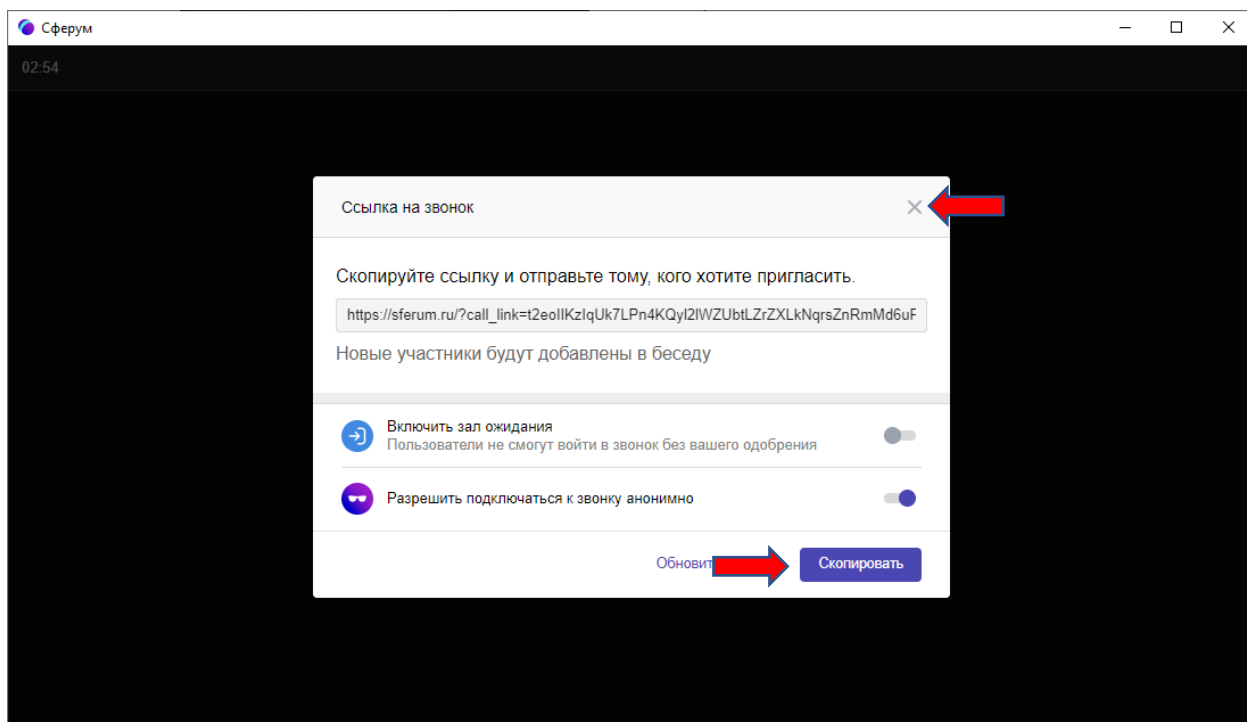 Сферум
02:54
Ссылка на звонок
Скопируйте ссылку и отправьте тому, кого хотите пригласить.
https://sferum.ru/?call_link=t2eoIlKzIqUk7LPn4KQyI2lWZUbtLZrZXLkNqrsZnRmMd6uF
Новые участники будут добавлены в беседу
Включить зал ожидания
Пользователи не смогут войти в звонок без вашего одобрения
Разрешить подключаться к звонку анонимно
Скопировать